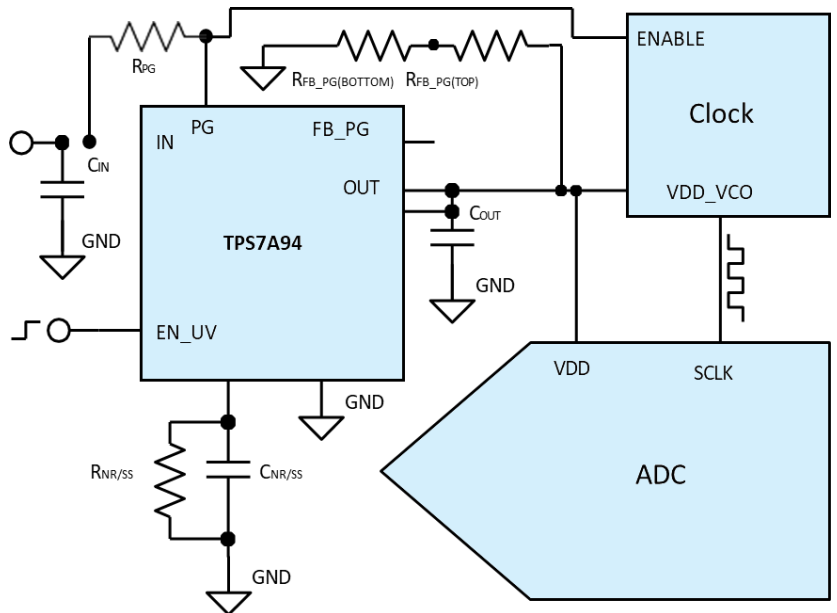 ENABLE
RPG
RFB_PG(BOTTOM) RFB_PG(TOP)
Clock
PG
FB_PG
IN
CIN
OUT
VDD_VCO
COUT
GND
TPS7A94
GND
EN_UV
VDD
SCLK
GND
RNR/SS
CNR/SS
ADC
GND